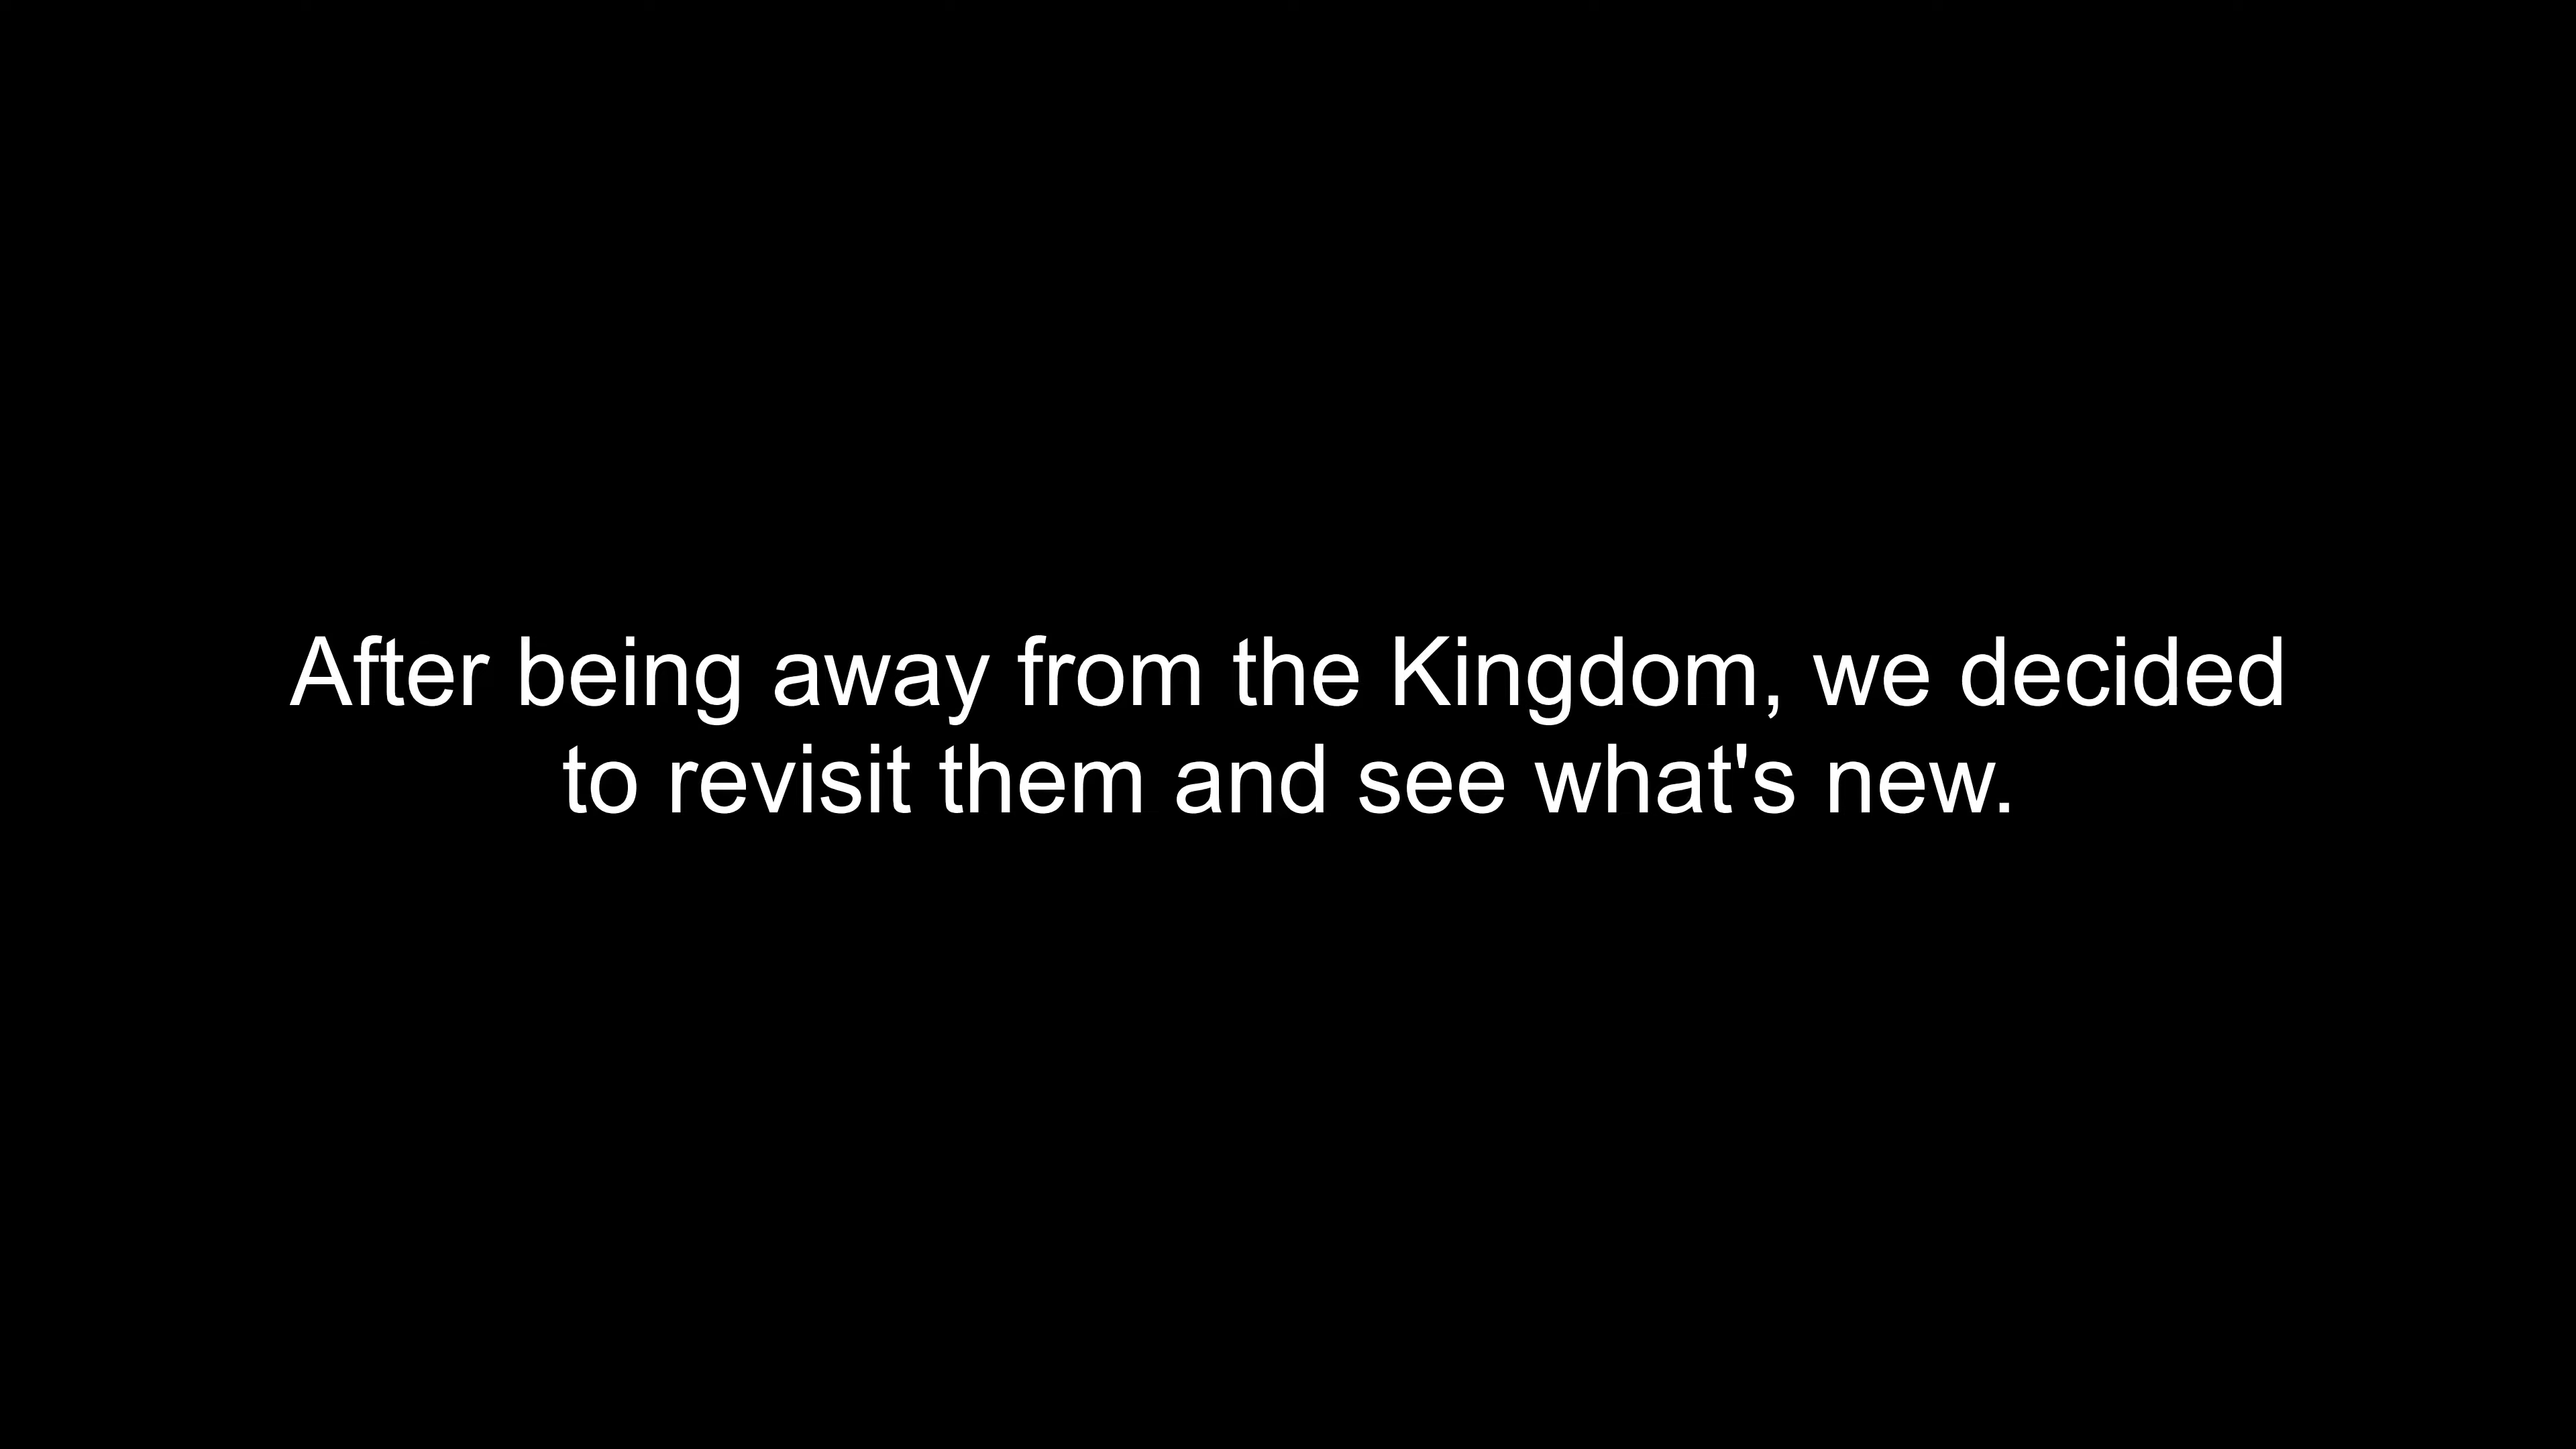 After being away from the Kingdom, we decided
to revisit them and see what's new.